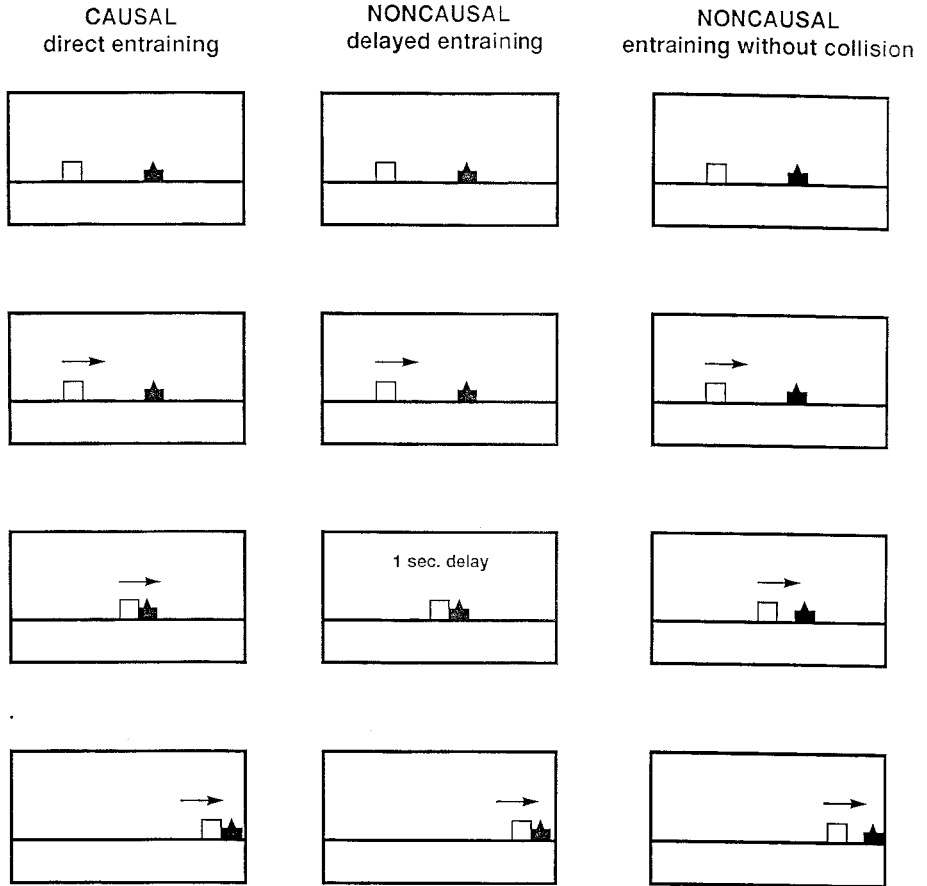 CAUSAL
direct entraining
NONCAUSAL
delayed entraining
NONCAUSAL
entraining without collision
1 sec. delay